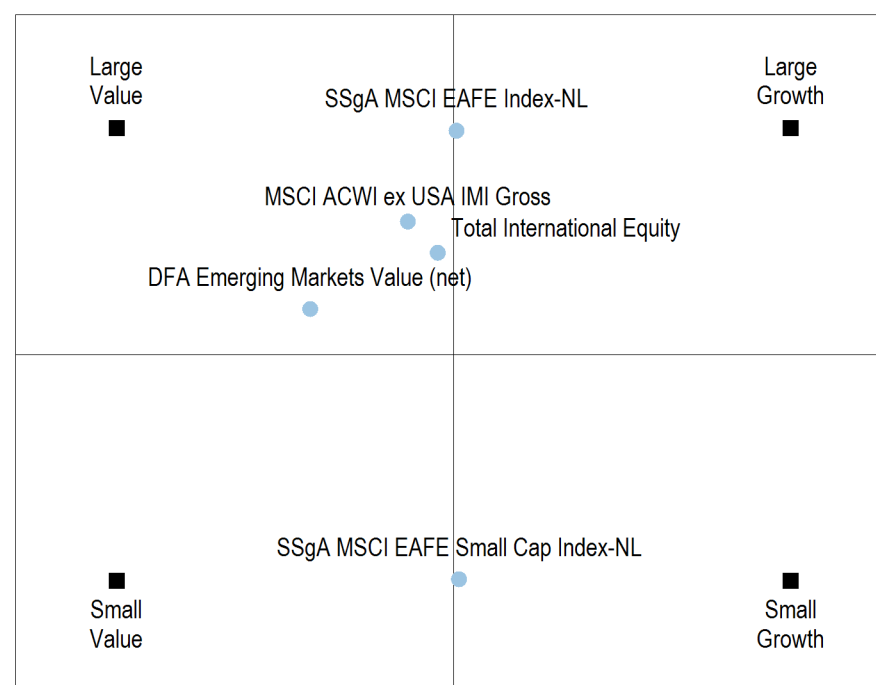 Large
Value
Large
Growth
SSgA MSCI EAFE Index-NL
MSCI ACWI ex USA IMI Gross
Total International Equity
DFA Emerging Markets Value (net)
SSgA MSCI EAFE Small Cap Index-NL
Small
Value
Small
Growth